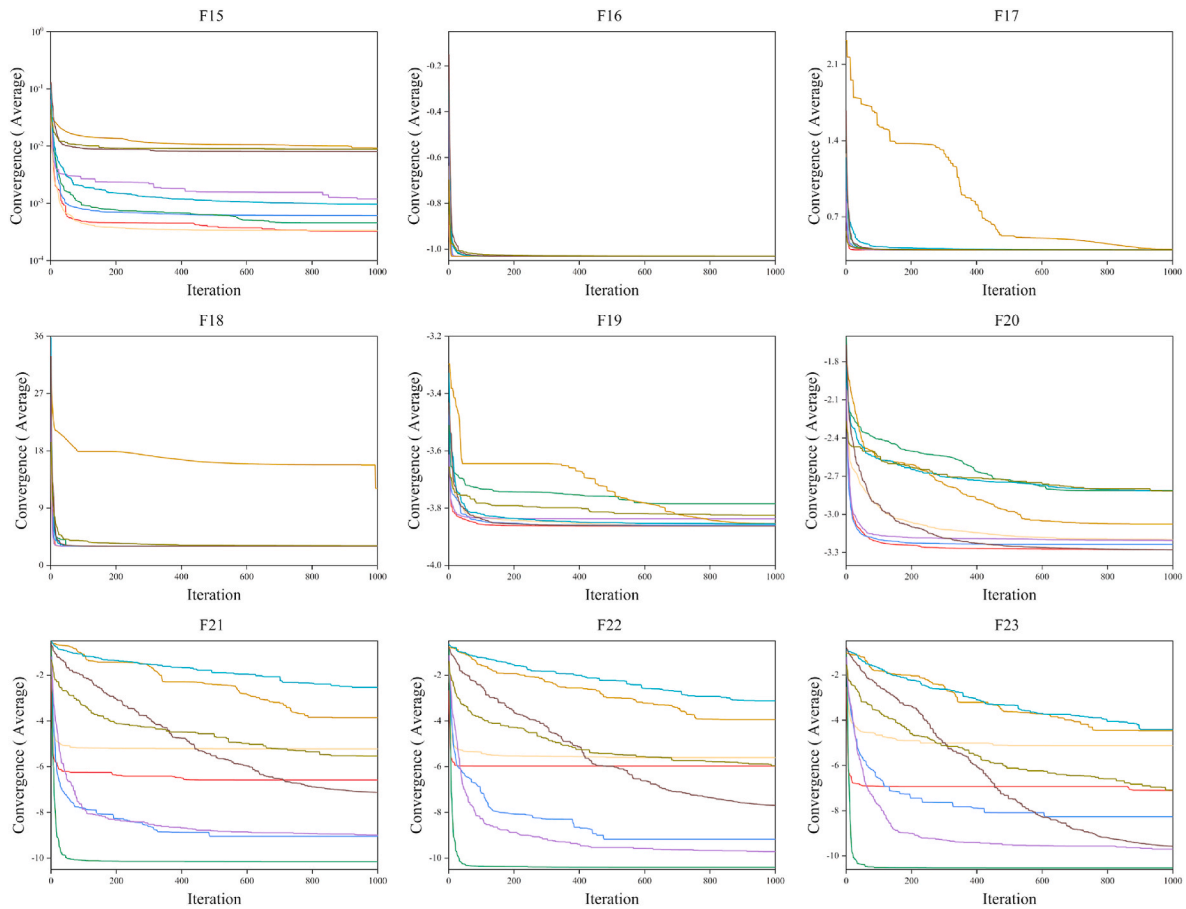 F15
F16
F17
Convergence ( Average)
10⁰
10⁻¹
10⁻²
10⁻³
10⁻⁴
0 200 400 600 800 1000
Iteration
Convergence ( Average)
-0.2
-0.4
-0.6
-0.8
-1.0
0 200 400 600 800 1000
Iteration
Convergence ( Average)
2.1
1.4
0.7
0 200 400 600 800 1000
Iteration
F18
F19
F20
Convergence ( Average)
36
27
18
9
0
0 200 400 600 800 1000
Iteration
Convergence ( Average)
-3.2
-3.4
-3.6
-3.8
-4.0
0 200 400 600 800 1000
Iteration
Convergence ( Average)
-1.8
-2.1
-2.4
-2.7
-3.0
-3.3
0 200 400 600 800 1000
Iteration
F21
F22
F23
Convergence ( Average)
-2
-4
-6
-8
-10
0 200 400 600 800 1000
Iteration
Convergence ( Average)
-2
-4
-6
-8
-10
0 200 400 600 800 1000
Iteration
Convergence ( Average)
-2
-4
-6
-8
-10
0 200 400 600 800 1000
Iteration